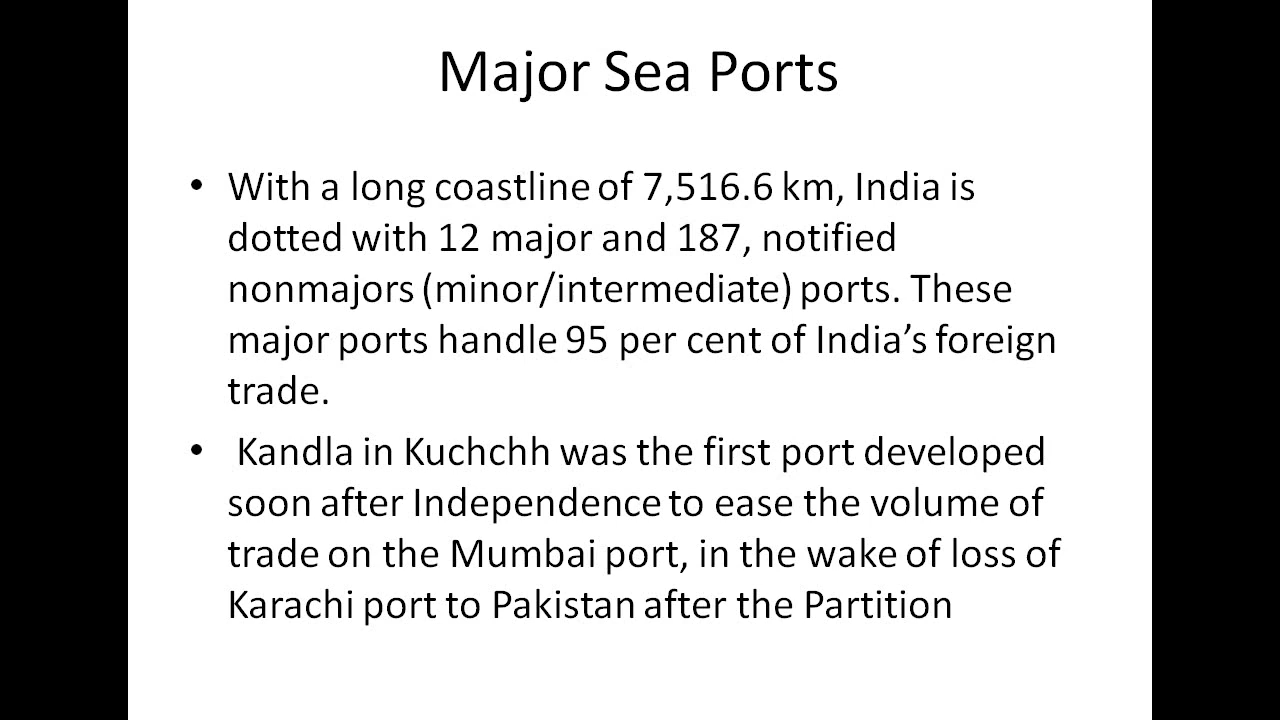 Major Sea Ports
• With a long coastline of 7,516.6 km, India is
dotted with 12 major and 187, notified
nonmajors (minor/intermediate) ports. These
major ports handle 95 per cent of India’s foreign
trade.
• Kandla in Kuchchh was the first port developed
soon after Independence to ease the volume of
trade on the Mumbai port, in the wake of loss of
Karachi port to Pakistan after the Partition